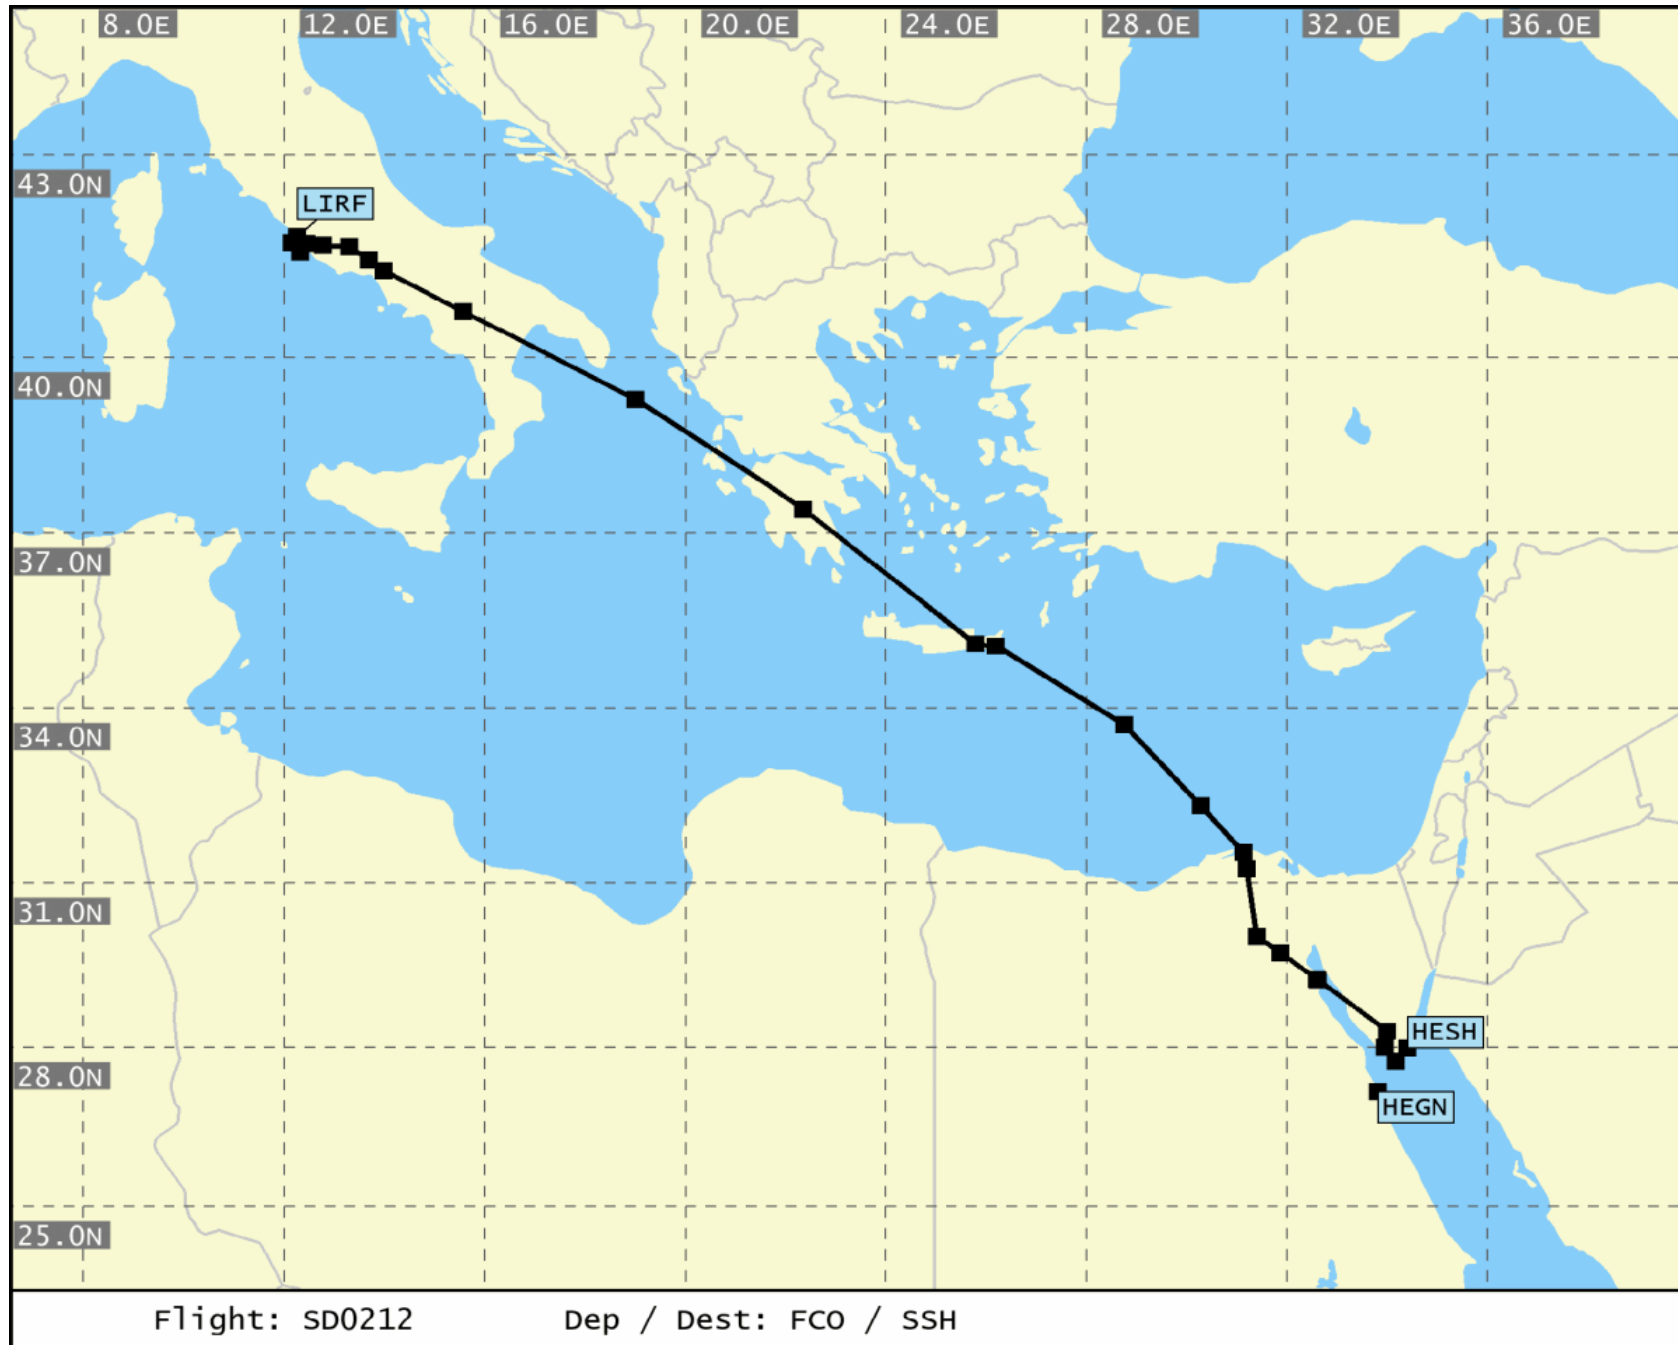 8.0E 12.0E 16.0E 20.0E 24.0E 28.0E 32.0E 36.0E
43.0N
LIRF
40.0N
37.0N
34.0N
31.0N
HESH
28.0N
HEGN
25.0N
Flight: SD0212 Dep / Dest: FCO / SSH